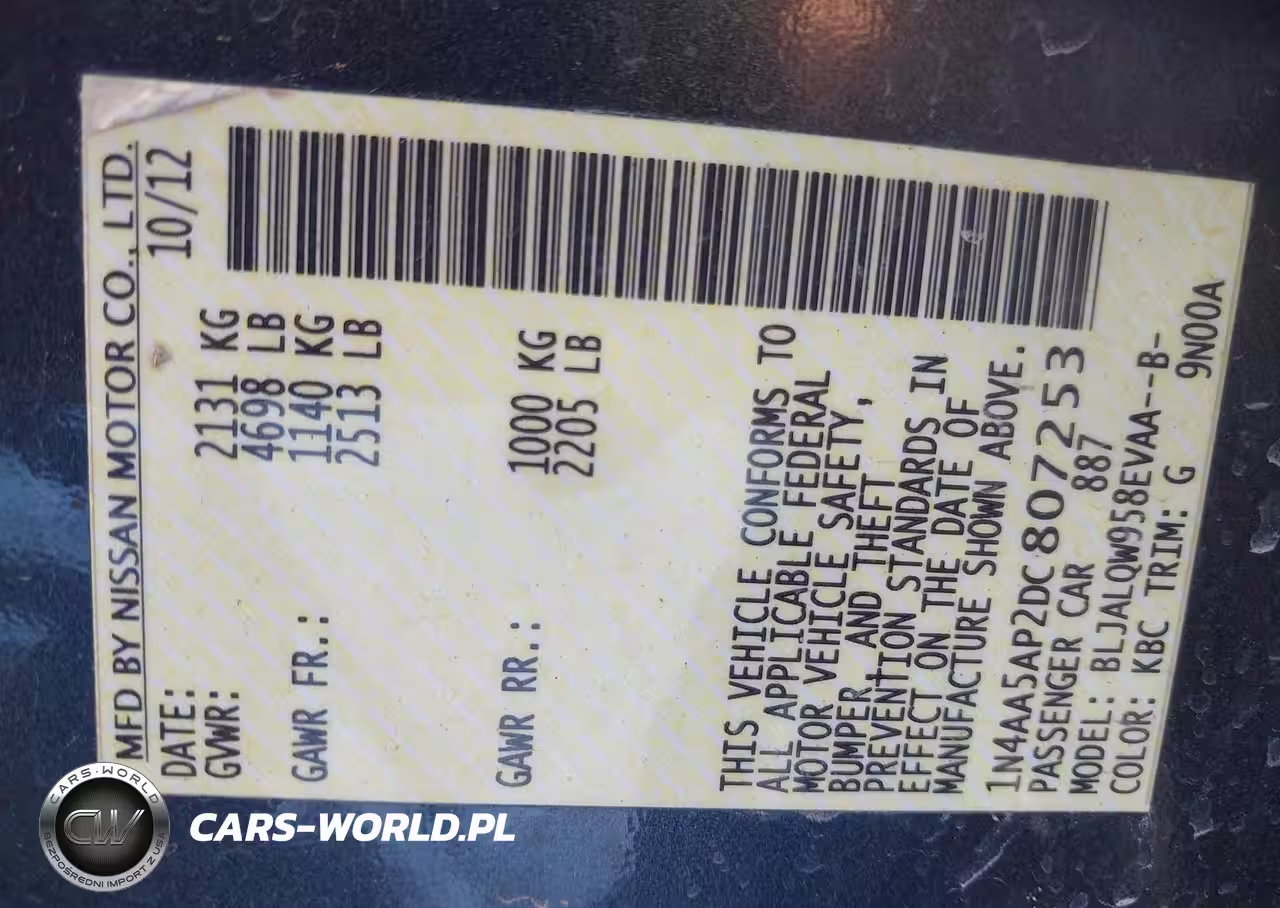 MFD BY NISSAN MOTOR CO., LTD.
DATE: 10/12
GVWR: 2131 KG
4698 LB
GAWR FR.: 1140 KG
2513 LB
GAWR RR.: 1000 KG
2205 LB
THIS VEHICLE CONFORMS TO
ALL APPLICABLE FEDERAL
MOTOR VEHICLE SAFETY,
BUMPER AND THEFT
PREVENTION STANDARDS IN
EFFECT ON THE DATE OF
MANUFACTURE SHOWN ABOVE.
1N4AA5AP2DC807253
PASSENGER CAR 887
MODEL: BLJALQW958EVAA--B-
COLOR: KBC TRIM: G 9N00A
CARS-WORLD
CW
BEZPOŚREDNI IMPORT Z USA
CARS-WORLD.PL